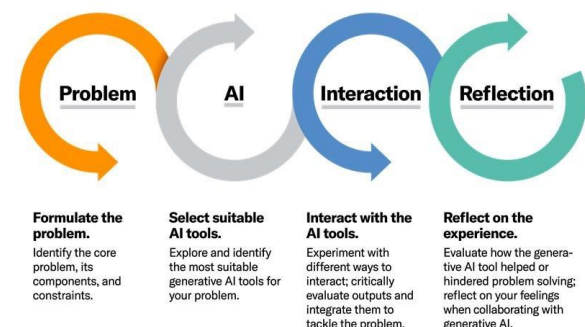 Problem
AI
Interaction
Reflection
Formulate the
problem.
Identify the core
problem, its
components, and
constraints.
Select suitable
AI tools.
Explore and identify
the most suitable
generative AI tools for
your problem.
Interact with the
AI tools.
Experiment with
different ways to
interact; critically
evaluate outputs and
integrate them to
tackle the problem.
Reflect on the
experience.
Evaluate how the genera-
tive AI tool helped or
hindered problem solving;
reflect on your feelings
when collaborating with
generative AI.